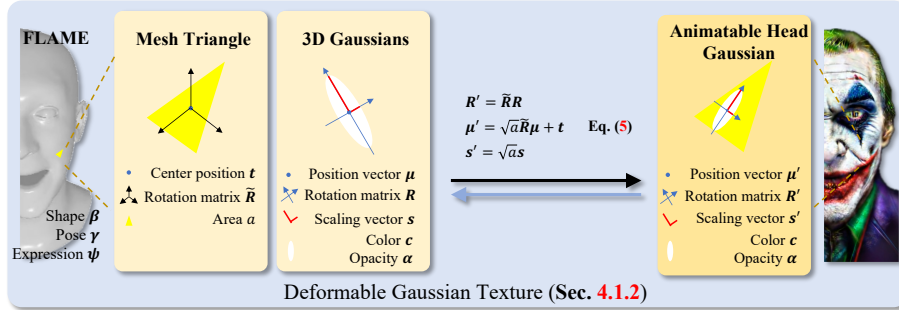 FLAME
Shape β
Pose γ
Expression ψ
Mesh Triangle
Center position t
Rotation matrix R̃
Area a
3D Gaussians
Position vector μ
Rotation matrix R
Scaling vector s
Color c
Opacity α
R′ = R̃R
μ′ = √aR̃μ + t Eq. (5)
s′ = √as
Animatable Head
Gaussian
Position vector μ′
Rotation matrix R′
Scaling vector s′
Color c
Opacity α
Deformable Gaussian Texture (Sec. 4.1.2)